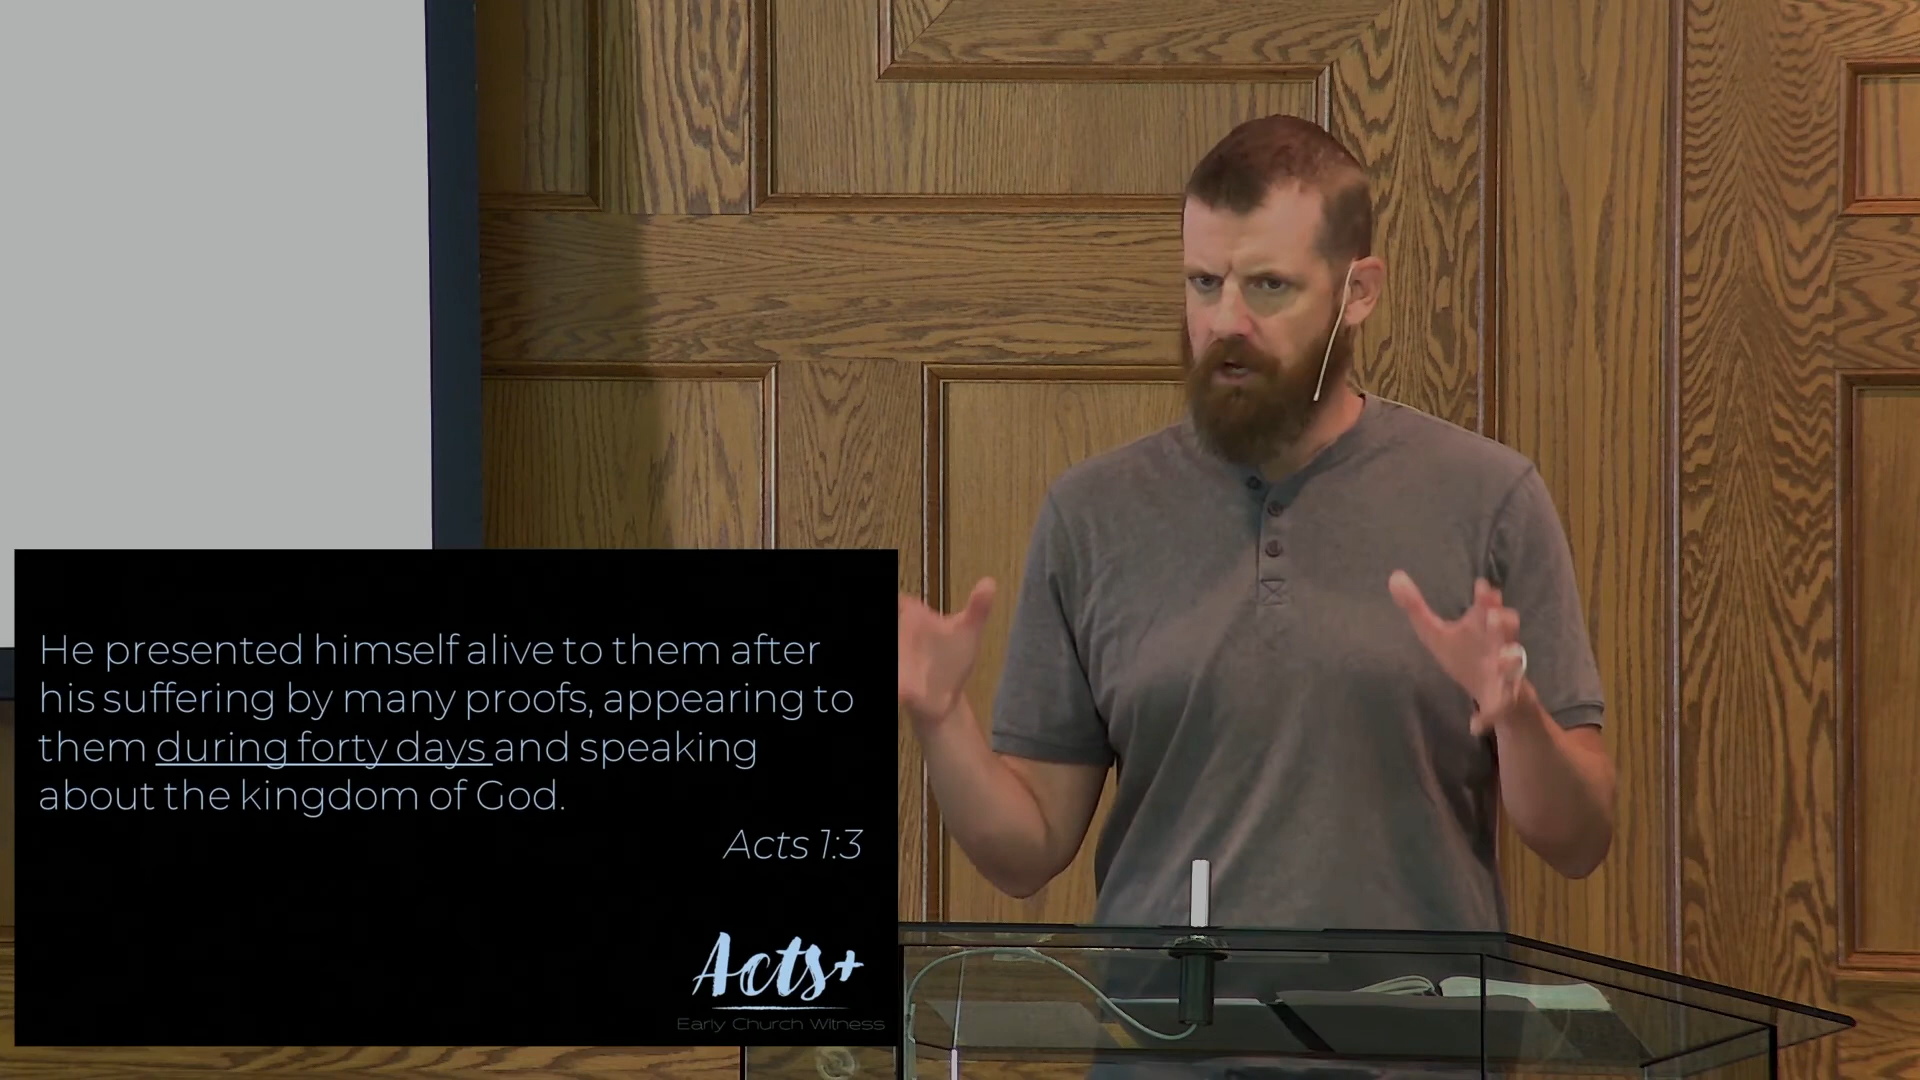 He presented himself alive to them after
his suffering by many proofs, appearing to
them during forty days and speaking
about the kingdom of God.
Acts 1:3
Acts+
Early Church Witness